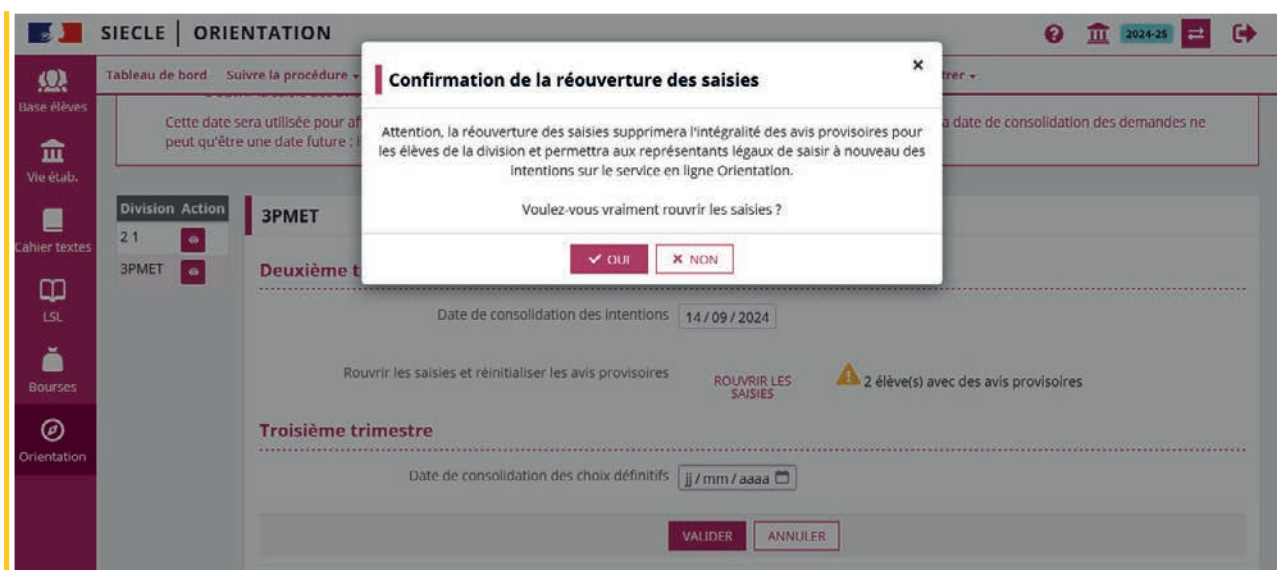 SIECLE | ORIENTATION
2024-25
Tableau de bord Suivre la procédure
trer
Base élèves
Vie étab.
Cahier textes
LSL
Bourses
Orientation
Cette date sera utilisée pour
a date de consolidation des demandes ne
peut qu'être une date future :
Confirmation de la réouverture des saisies
Attention, la réouverture des saisies supprimera l'intégralité des avis provisoires pour
les élèves de la division et permettra aux représentants légaux de saisir à nouveau des
intentions sur le service en ligne Orientation.
Voulez-vous vraiment rouvrir les saisies ?
OUI
NON
Division Action
2 1
3PMET
3PMET
Deuxième t
Date de consolidation des intentions 14/09/2024
Rouvrir les saisies et réinitialiser les avis provisoires
ROUVRIR LES
SAISIES
2 élève(s) avec des avis provisoires
Troisième trimestre
Date de consolidation des choix définitifs jj/mm/aaaa
VALIDER
ANNULER